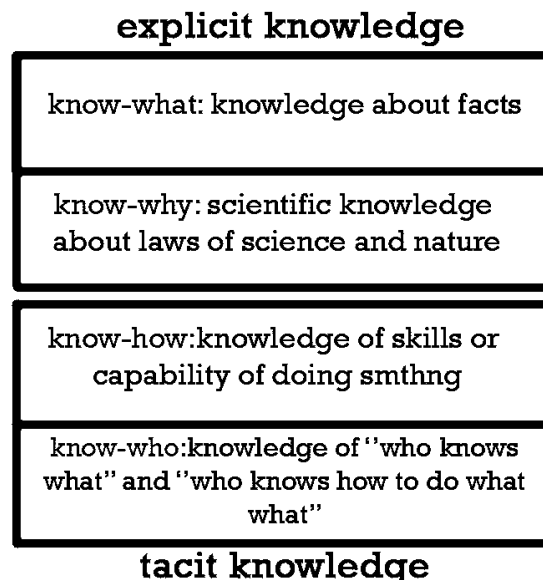 explicit knowledge
know-what: knowledge about facts
know-why: scientific knowledge
about laws of science and nature
know-how:knowledge of skills or
capability of doing smthng
know-who:knowledge of "who knows
what" and "who knows how to do what
what"
tacit knowledge